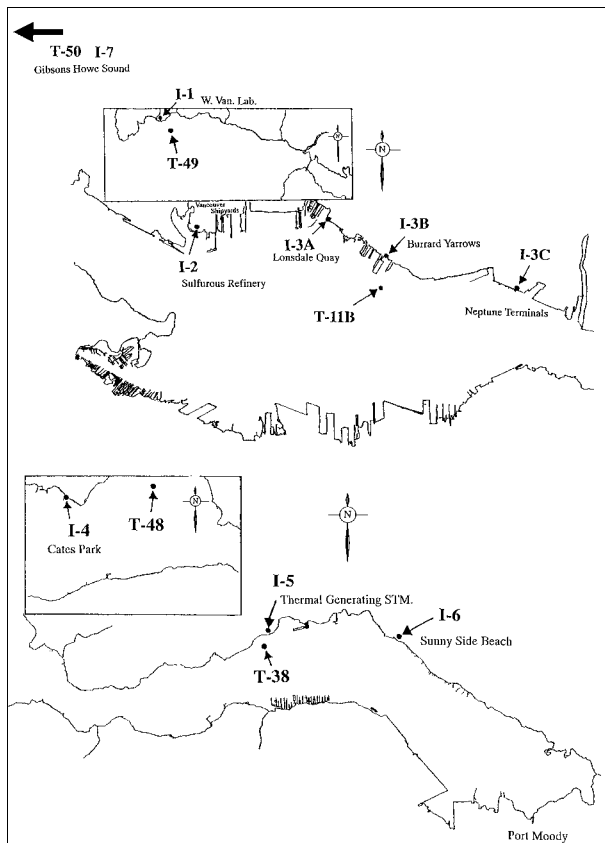 T-50 I-7
Gibsons Howe Sound
I-1
W. Van. Lab.
N
N
T-49
Vancouver
Shipyards
I-2
Sulfurous Refinery
I-3A
Lonsdale Quay
I-3B
Burrard Yarrows
I-3C
Neptune Terminals
T-11B
N
I-4
Cates Park
T-48
N
I-5
Thermal Generating STM.
I-6
Sunny Side Beach
T-38
Port Moody